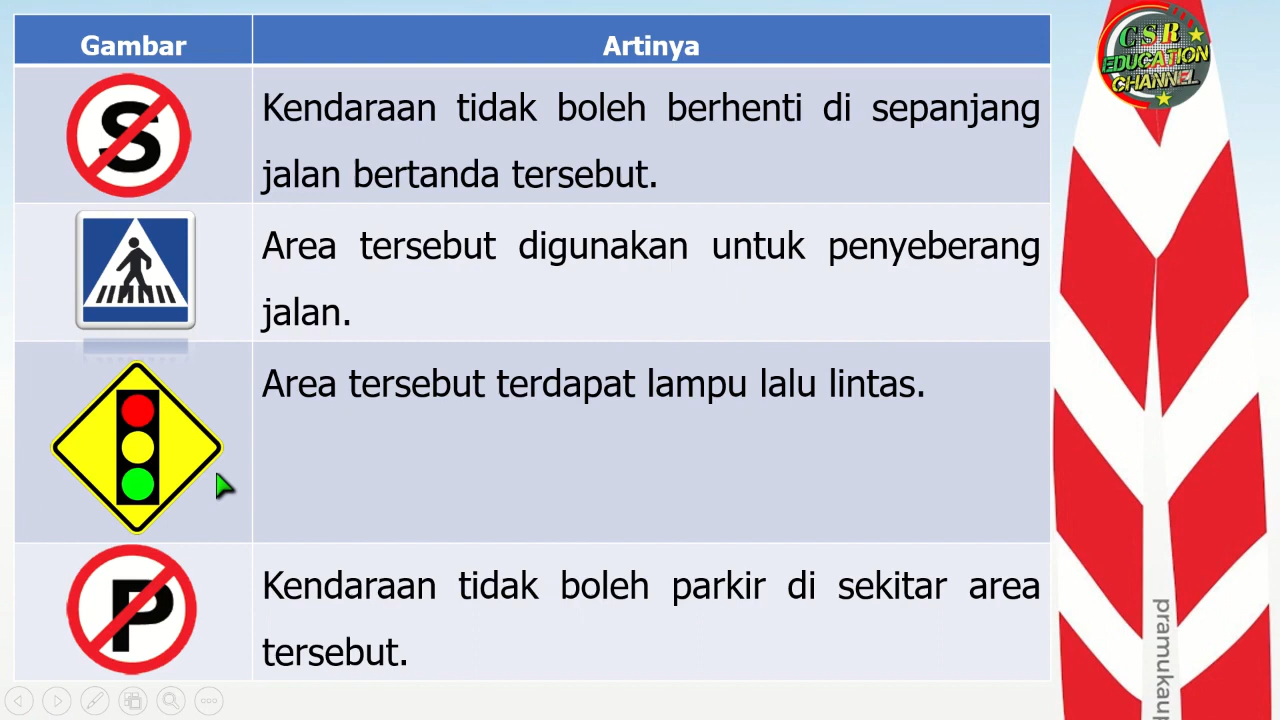 Gambar
Artinya
S
Kendaraan tidak boleh berhenti di sepanjang
jalan bertanda tersebut.
Area tersebut digunakan untuk penyeberang
jalan.
Area tersebut terdapat lampu lalu lintas.
P
Kendaraan tidak boleh parkir di sekitar area
tersebut.
CSR
EDUCATION
CHANNEL